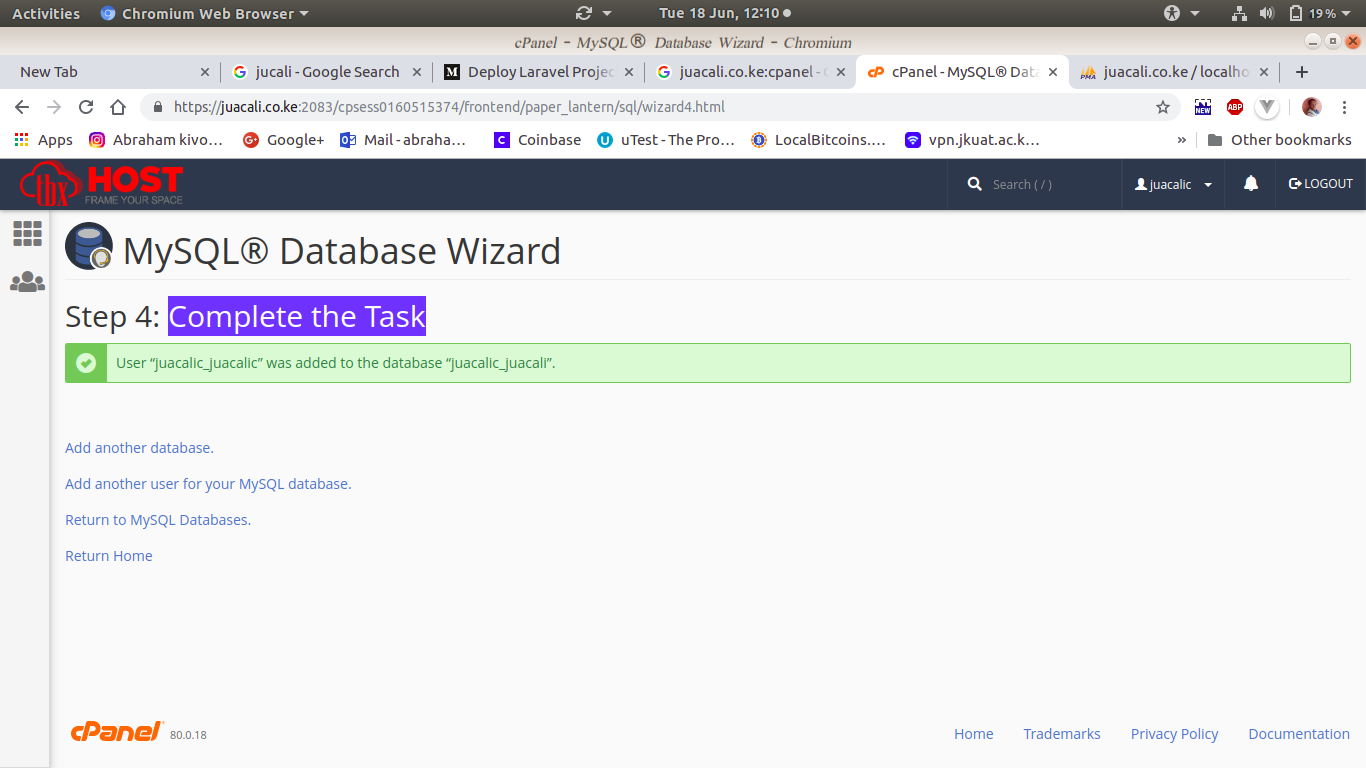 Activities Chromium Web Browser Tue 18 Jun, 12:10 19%
cPanel - MySQL® Database Wizard - Chromium
New Tab jucali - Google Search Deploy Laravel Projec juacali.co.ke:cpanel - G cPanel - MySQL® Data juacali.co.ke / localho
https://juacali.co.ke:2083/cpsess0160515374/frontend/paper_lantern/sql/wizard4.html NEW ABP
Apps Abraham kivo... Google+ Mail - abraha... Coinbase uTest - The Pro... LocalBitcoins.... vpn.jkuat.ac.k... » Other bookmarks
HOST
FRAME YOUR SPACE
Search ( / ) juacalic LOGOUT
MySQL® Database Wizard
Step 4: Complete the Task
User “juacalic_juacalic” was added to the database “juacalic_juacali”.
Add another database.
Add another user for your MySQL database.
Return to MySQL Databases.
Return Home
cPanel 80.0.18 Home Trademarks Privacy Policy Documentation